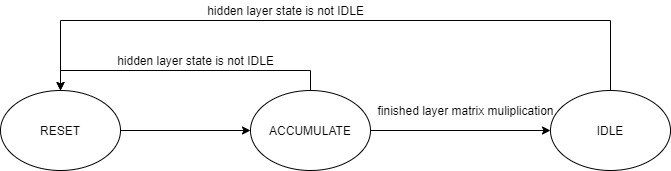 hidden layer state is not IDLE
hidden layer state is not IDLE
finished layer matrix muliplication
RESET
ACCUMULATE
IDLE